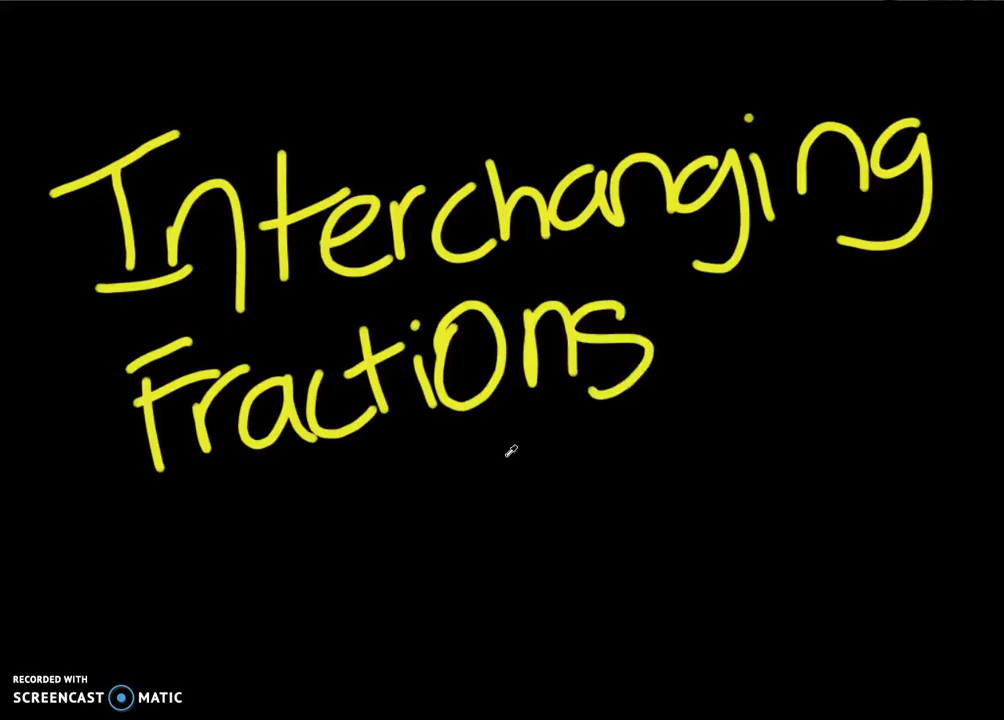 Interchanging
Fractions
RECORDED WITH
SCREENCAST MATIC